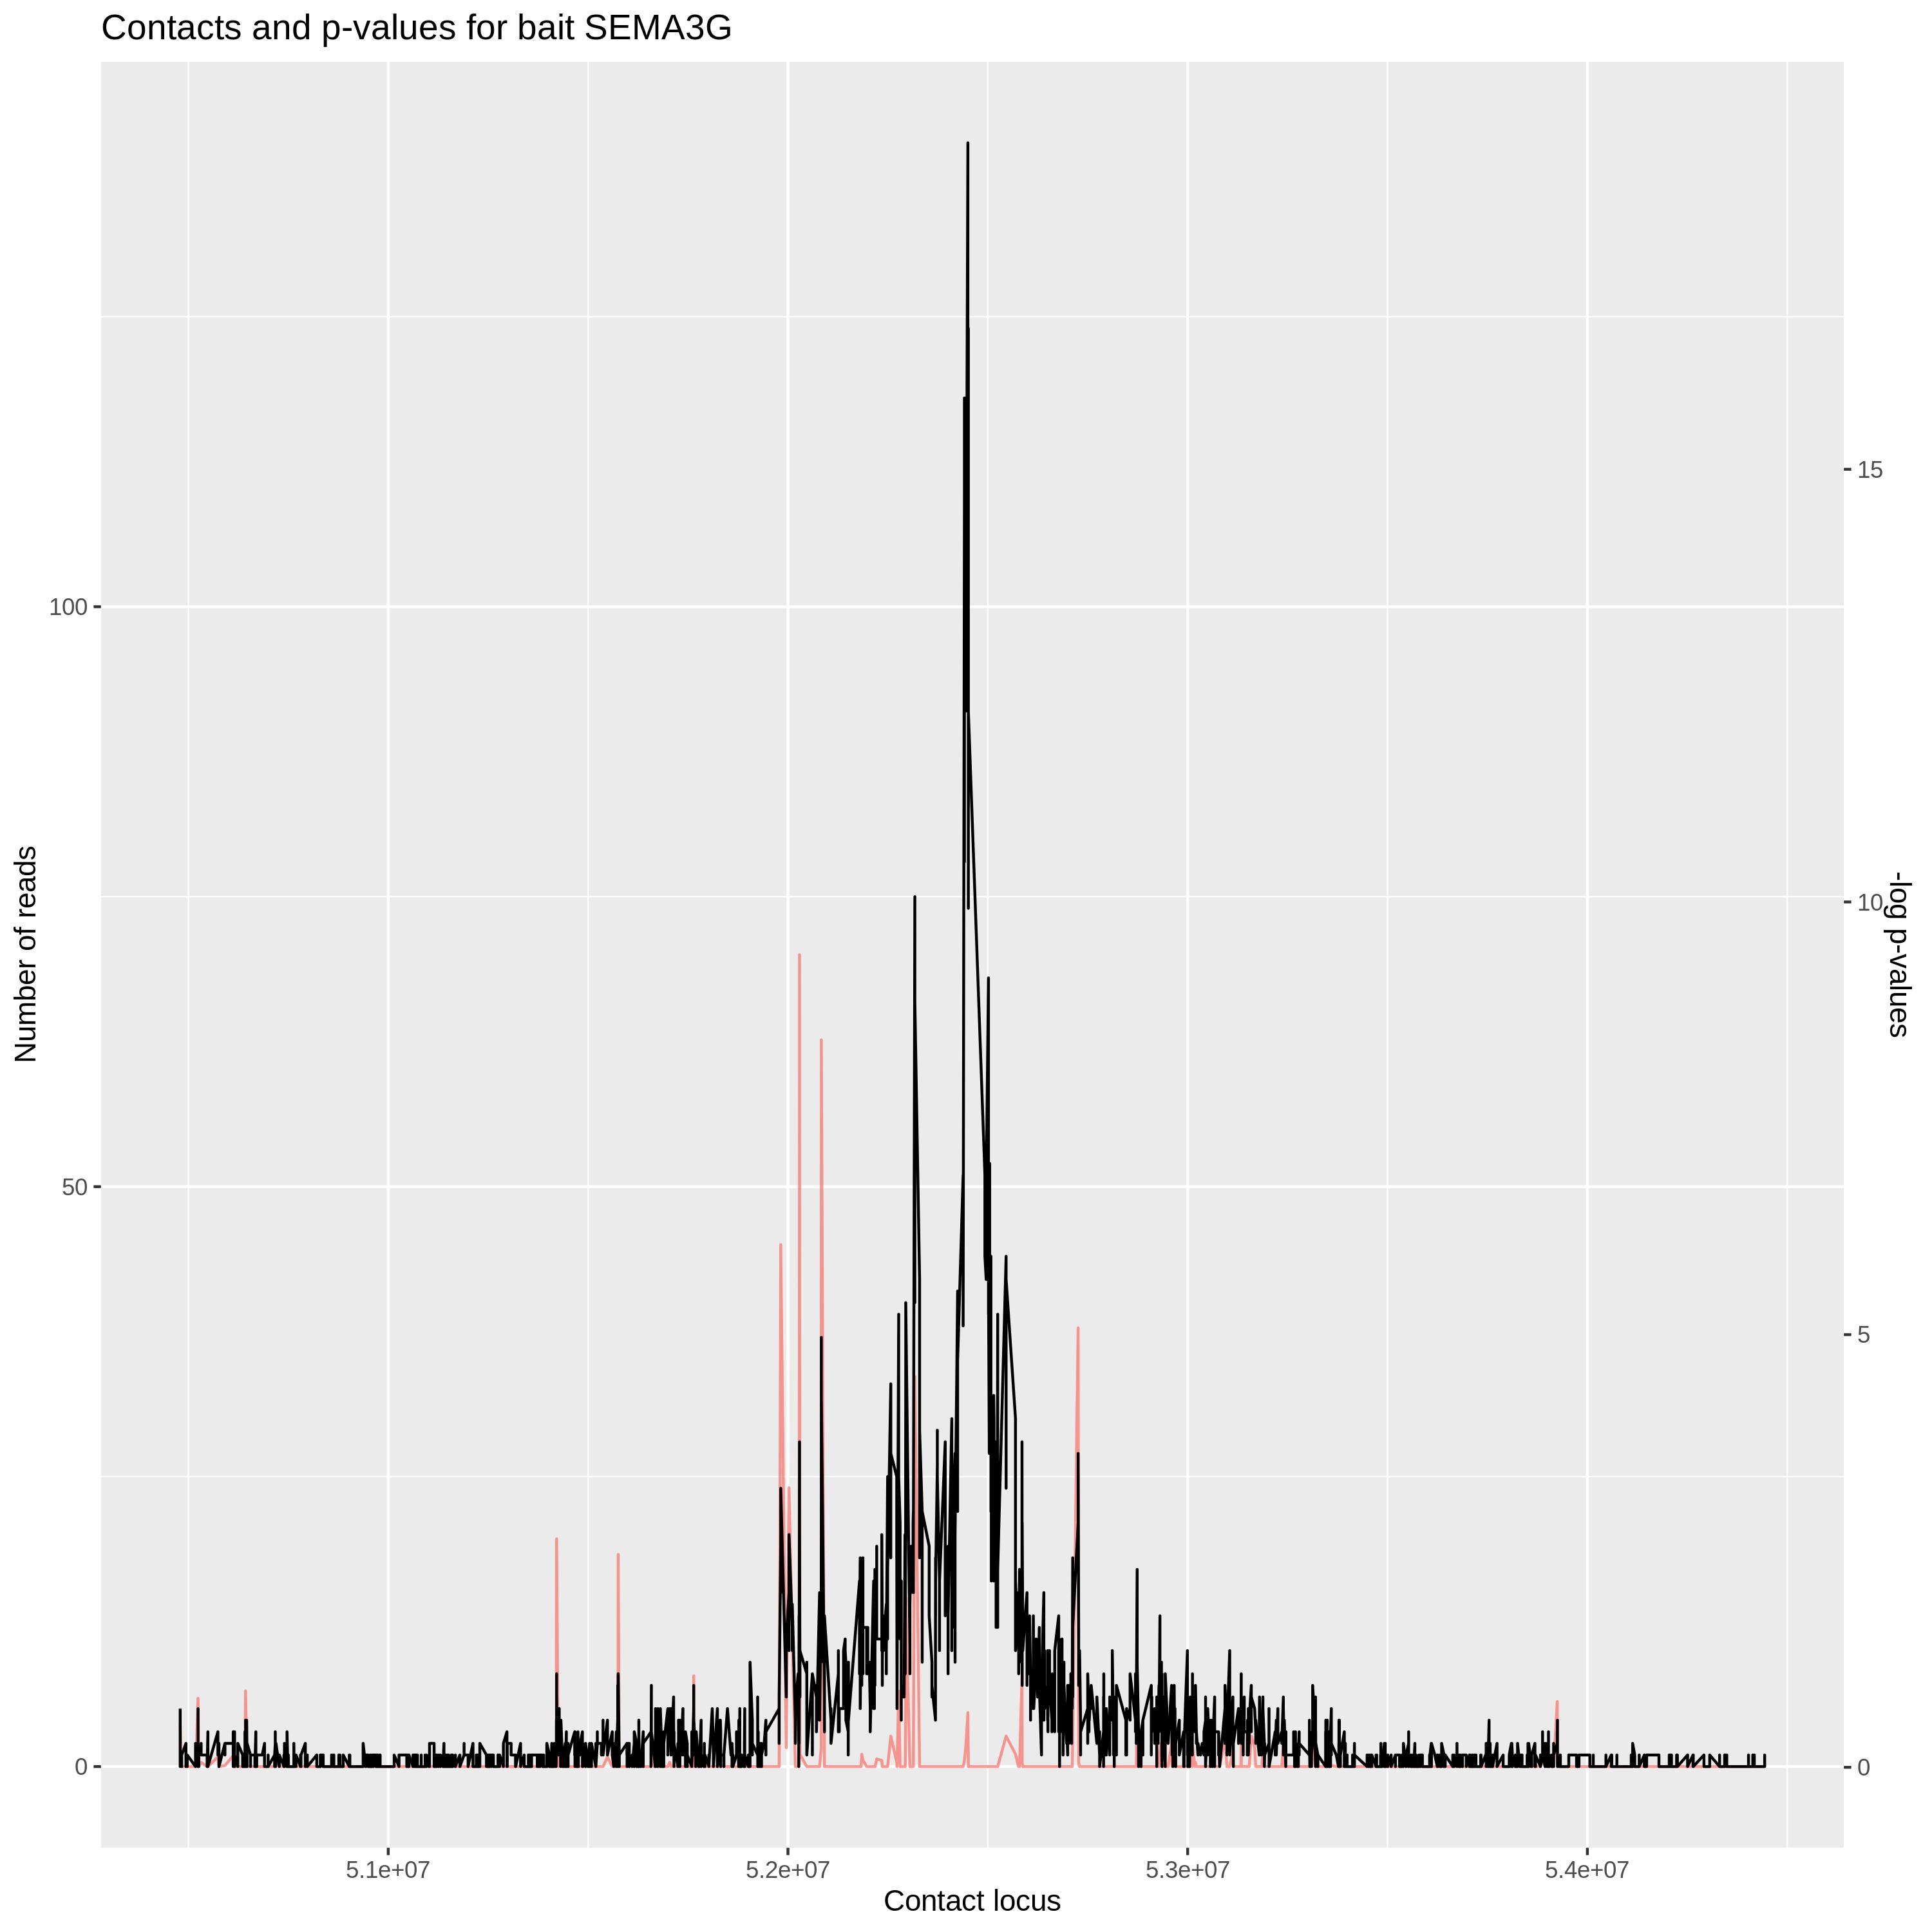 Contacts and p-values for bait SEMA3G
Number of reads
100
50
0
15
10
5
0
-log p-values
5.1e+07
5.2e+07
5.3e+07
5.4e+07
Contact locus